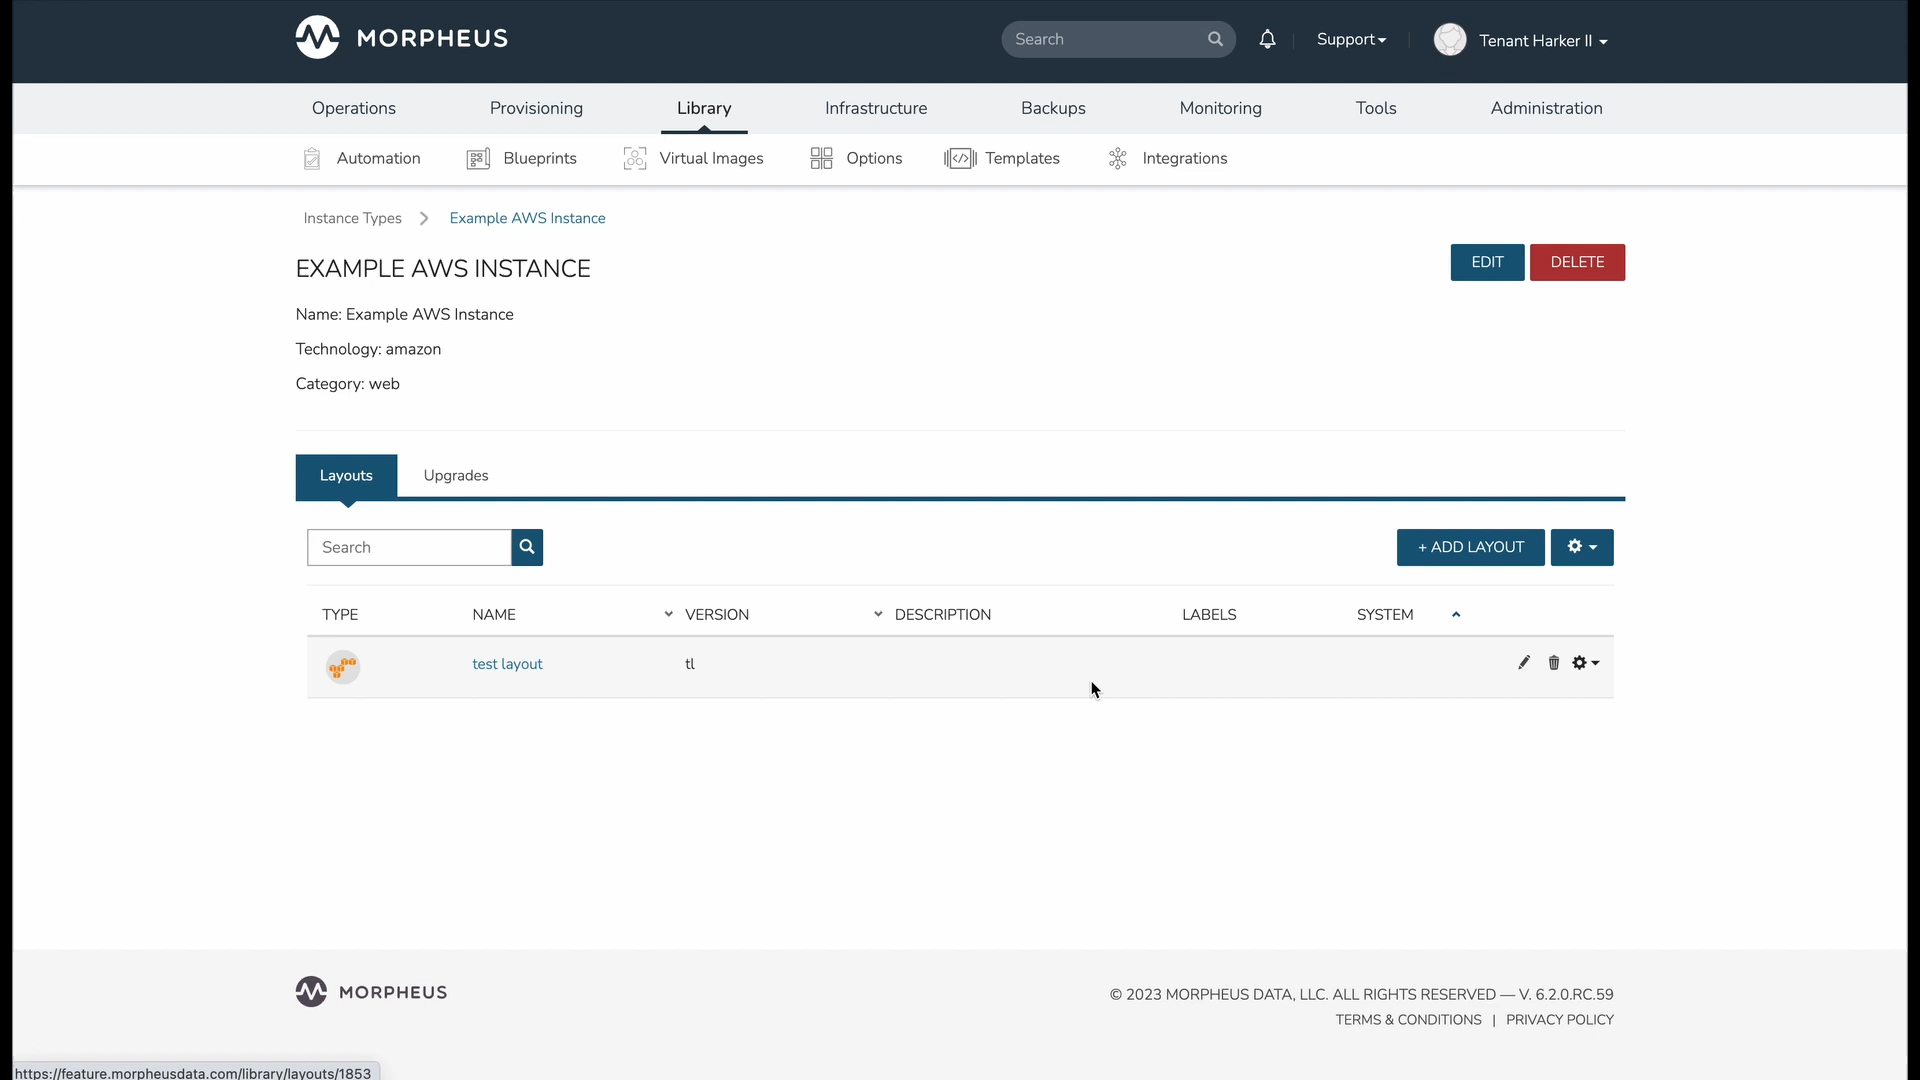 MORPHEUS
Search
Support
Tenant Harker II
Operations Provisioning Library Infrastructure Backups Monitoring Tools Administration
Automation Blueprints Virtual Images Options Templates Integrations
Instance Types Example AWS Instance
EXAMPLE AWS INSTANCE
EDIT DELETE
Name: Example AWS Instance
Technology: amazon
Category: web
Layouts Upgrades
Search
+ ADD LAYOUT
TYPE NAME VERSION DESCRIPTION LABELS SYSTEM
test layout tl
MORPHEUS
© 2023 MORPHEUS DATA, LLC. ALL RIGHTS RESERVED — V. 6.2.0.RC.59
TERMS & CONDITIONS | PRIVACY POLICY
https://feature.morpheusdata.com/library/layouts/1853